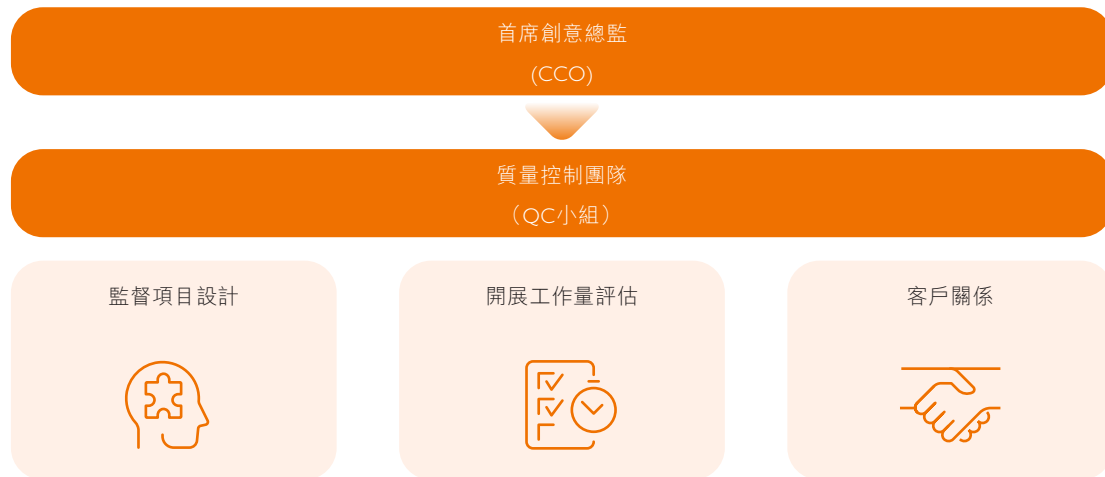 首席創意總監
(CCO)
質量控制團隊
（QC小組）
監督項目設計
開展工作量評估
客戶關係